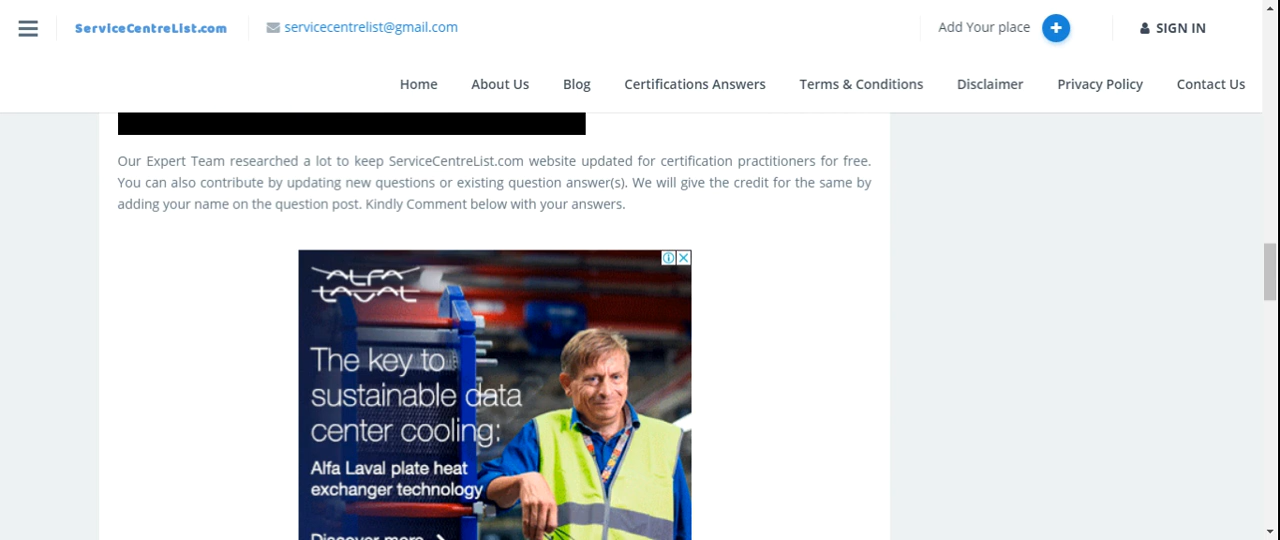 ServiceCentreList.com
servicecentrelist@gmail.com
Add Your place
SIGN IN
Home
About Us
Blog
Certifications Answers
Terms & Conditions
Disclaimer
Privacy Policy
Contact Us
Our Expert Team researched a lot to keep ServiceCentreList.com website updated for certification practitioners for free.
You can also contribute by updating new questions or existing question answer(s). We will give the credit for the same by
adding your name on the question post. Kindly Comment below with your answers.
ALFA
LAVAL
The key to
sustainable data
center cooling:
Alfa Laval plate heat
exchanger technology
Discover more